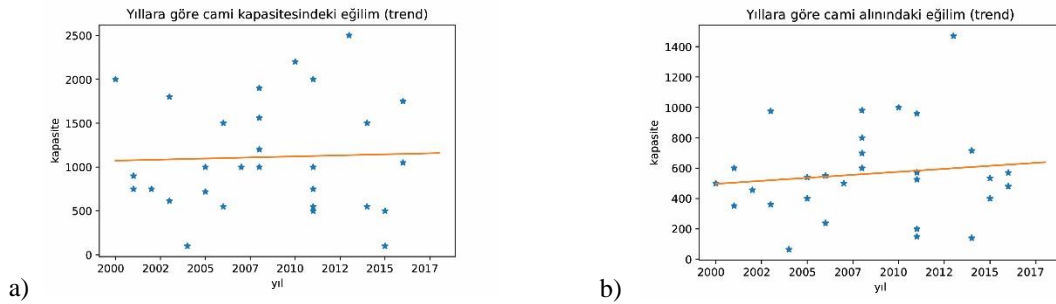 Yıllara göre cami kapasitesindeki eğilim (trend)
2500
2000
1500
1000
500
0
kapasite
2000 2002 2005 2007 2010 2012 2015 2017
yıl
a)
Yıllara göre cami alınındaki eğilim (trend)
1400
1200
1000
800
600
400
200
0
kapasite
2000 2002 2005 2007 2010 2012 2015 2017
yıl
b)